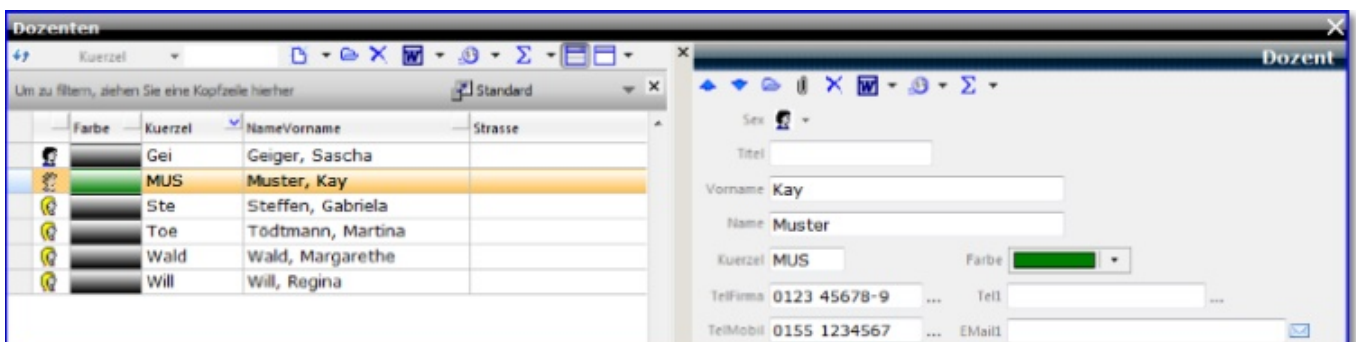 Dozenten
Kuerzel
Um zu filtern, ziehen Sie eine Kopfzeile hierher
Standard
Farbe Kuerzel NameVorname Strasse
Gei Geiger, Sascha
MUS Muster, Kay
Ste Steffen, Gabriela
Toe Tödtmann, Martina
Wald Wald, Margarethe
Will Will, Regina
Dozent
Sex
Titel
Vorname Kay
Name Muster
Kuerzel MUS Farbe
TelFirma 0123 45678-9 ... Tel1 ...
TelMobil 0155 1234567 ... EMail1